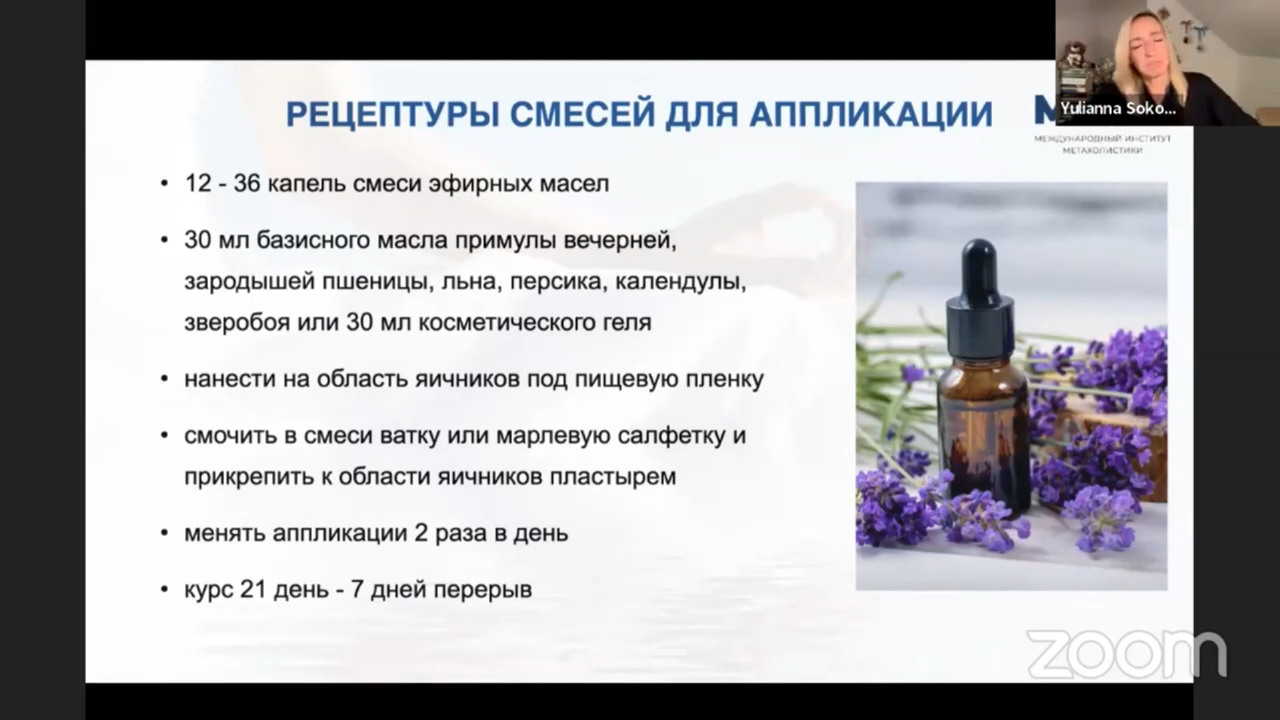 РЕЦЕПТУРЫ СМЕСЕЙ ДЛЯ АППЛИКАЦИИ
Yulianna Soko...
МЕЖДУНАРОДНЫЙ ИНСТИТУТ
МЕТАХОЛИСТИКИ
• 12 - 36 капель смеси эфирных масел
• 30 мл базисного масла примулы вечерней,
зародышей пшеницы, льна, персика, календулы,
зверобоя или 30 мл косметического геля
• нанести на область яичников под пищевую пленку
• смочить в смеси ватку или марлевую салфетку и
прикрепить к области яичников пластырем
• менять аппликации 2 раза в день
• курс 21 день - 7 дней перерыв
zoom